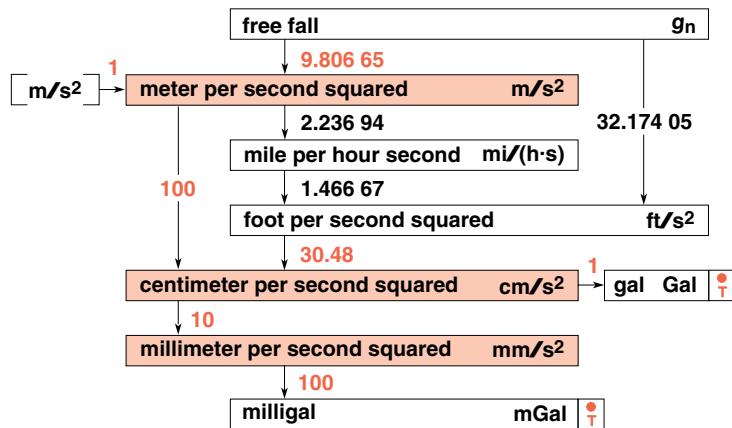 free fall gn
9.806 65
1
[m/s2] meter per second squared m/s2
2.236 94
32.174 05
mile per hour second mi/(h·s)
100
1.466 67
foot per second squared ft/s2
30.48
1
centimeter per second squared cm/s2
gal Gal T
10
millimeter per second squared mm/s2
100
milligal mGal T